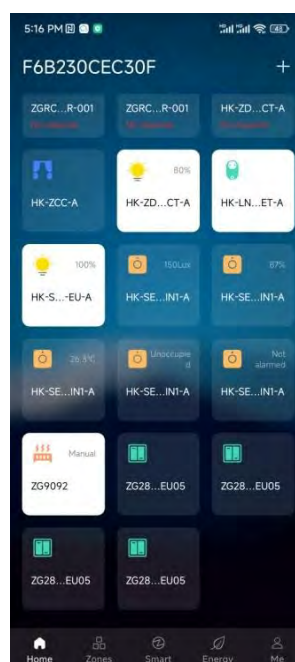 5:16 PM
F6B230CEC30F +
ZGRC...R-001
ZGRC...R-001
HK-ZD...CT-A
80%
HK-ZCC-A
HK-ZD...CT-A
HK-LN...ET-A
100%
150Lux
87%
HK-S...-EU-A
HK-SE...IN1-A
HK-SE...IN1-A
Unoccupie
d
Not
alarmed
HK-SE...IN1-A
HK-SE...IN1-A
HK-SE...IN1-A
Manual
ZG9092
ZG28...EU05
ZG28...EU05
ZG28...EU05
ZG28...EU05
Home
Zones
Smart
Energy
Me